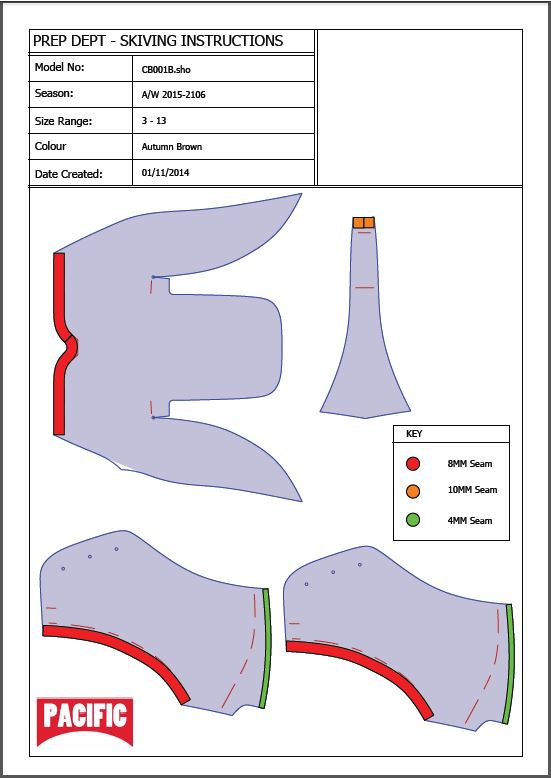 PREP DEPT - SKIVING INSTRUCTIONS
Model No: CB001B.sho
Season: A/W 2015-2106
Size Range: 3 - 13
Colour Autumn Brown
Date Created: 01/11/2014
KEY
8MM Seam
10MM Seam
4MM Seam
PACIFIC